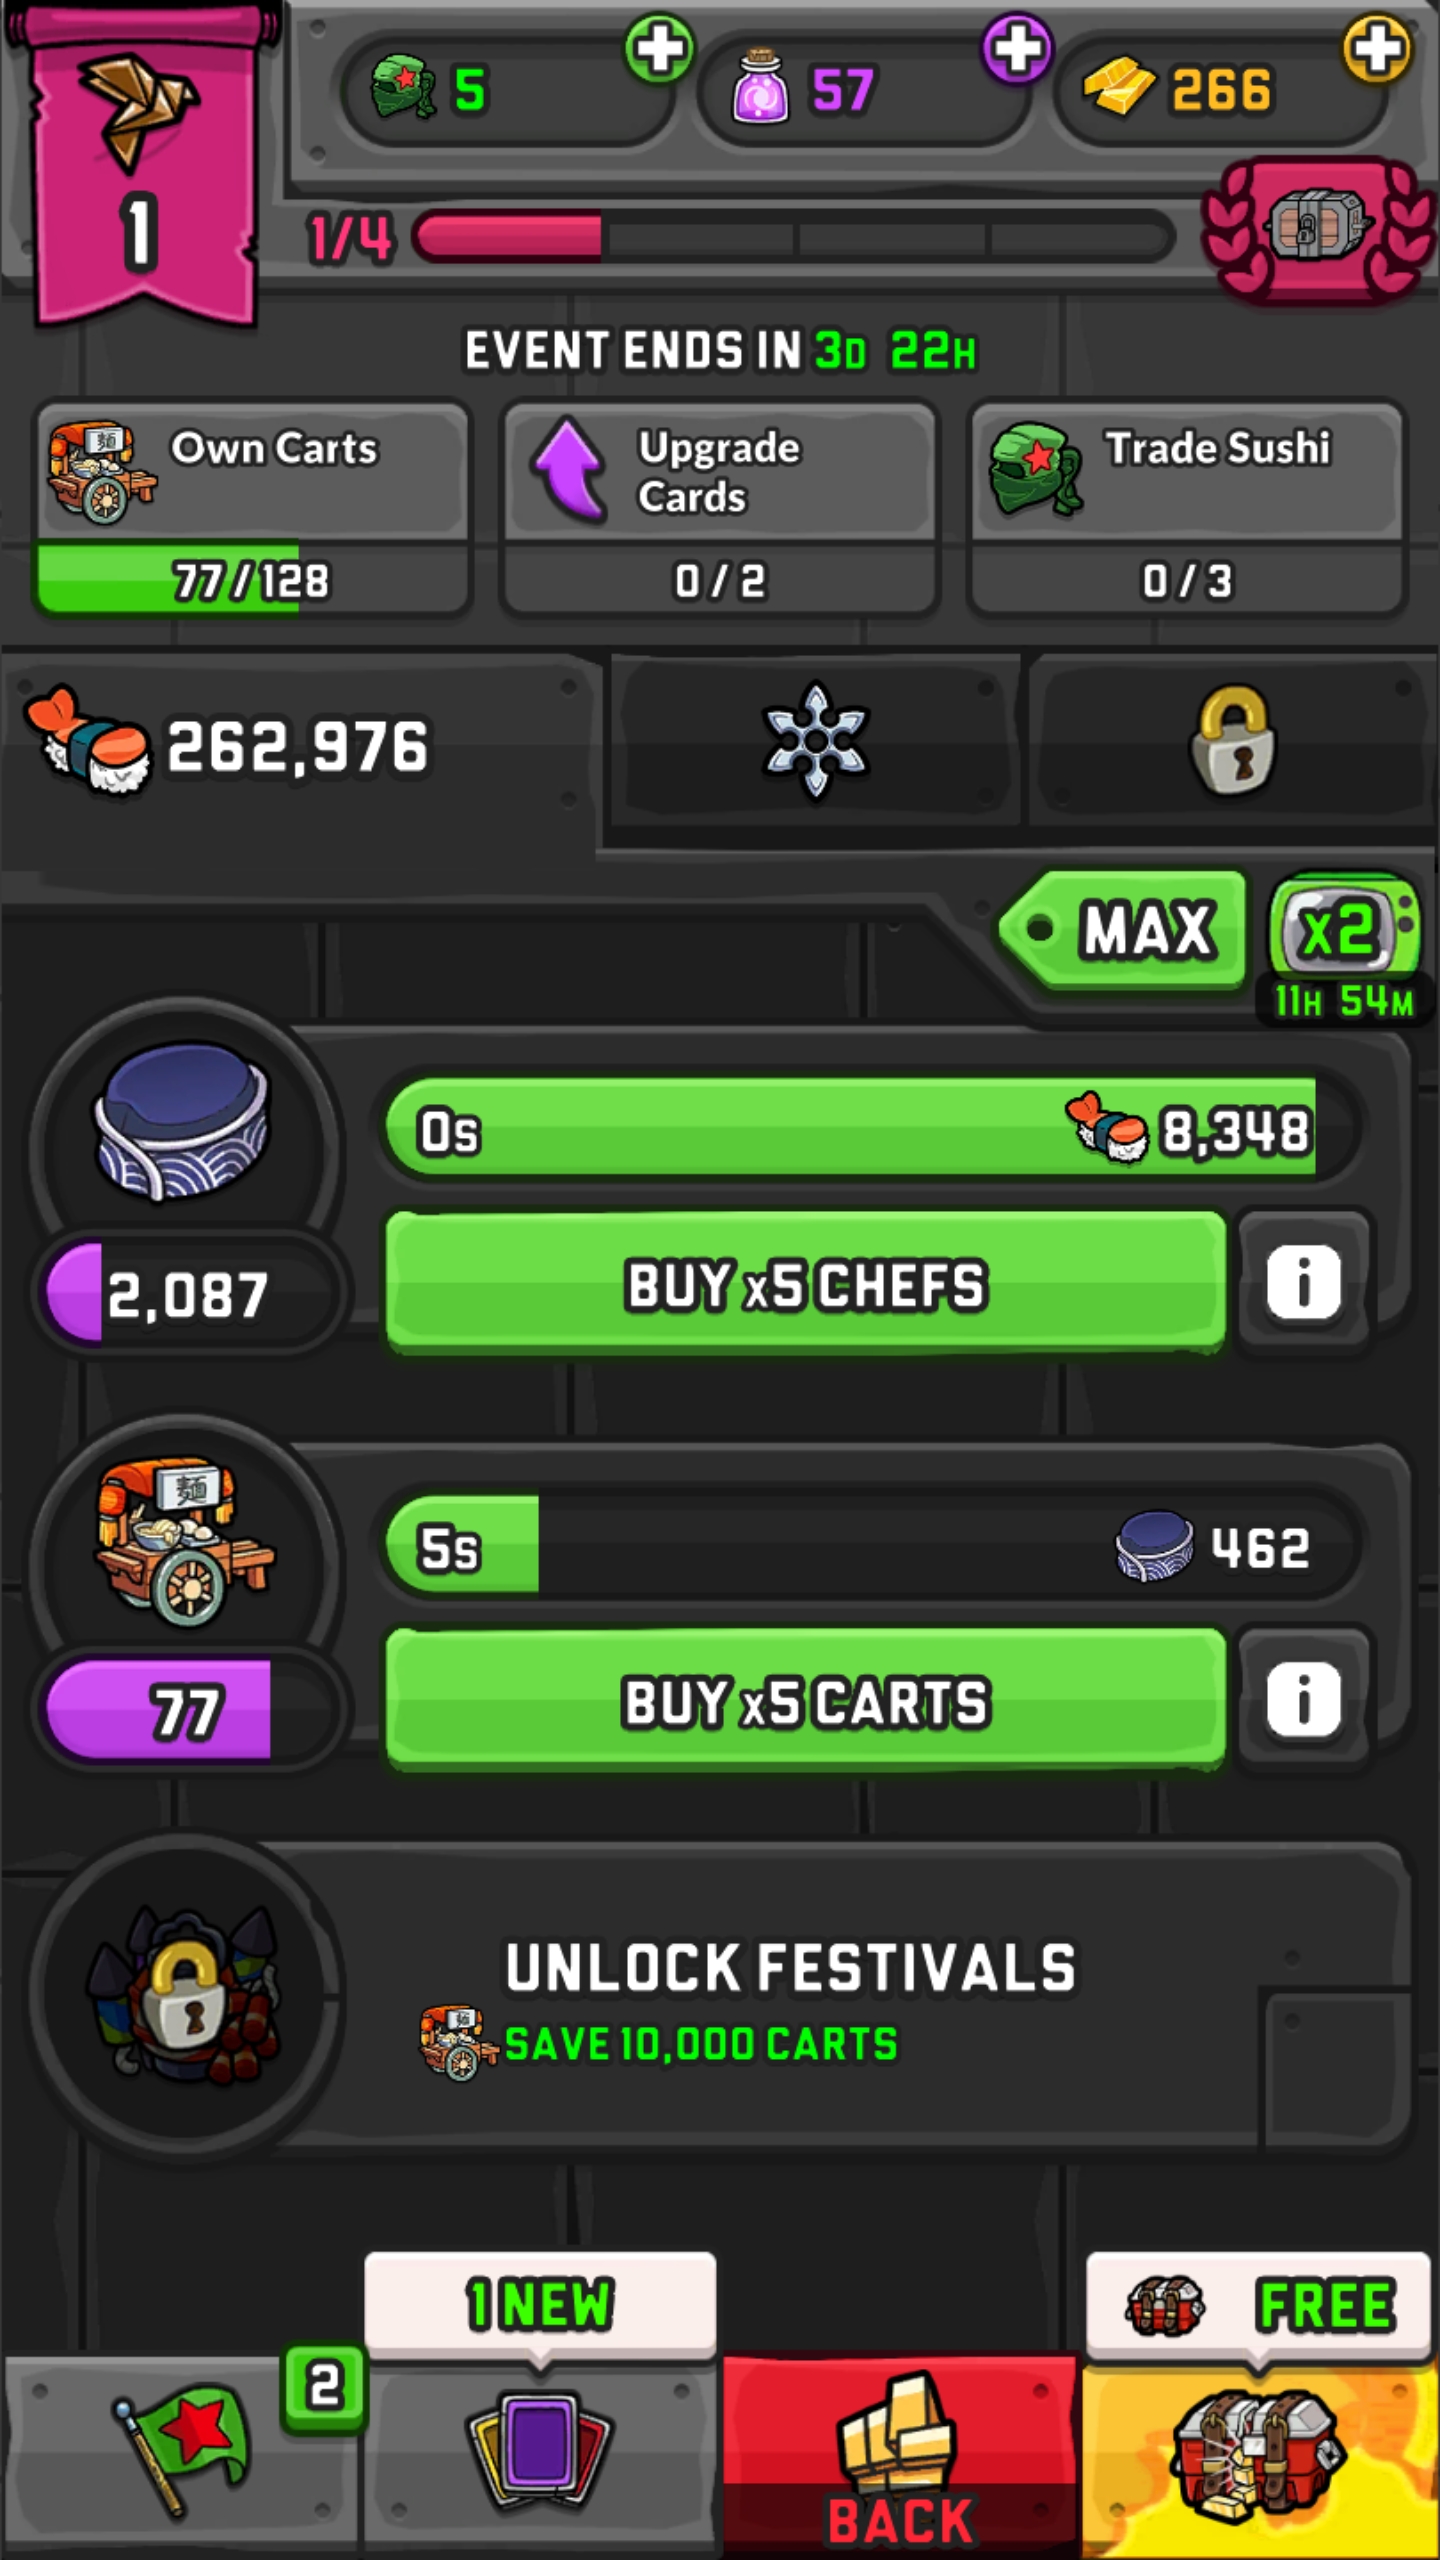 5
57
266
1
1/4
EVENT ENDS IN 3D 22H
Own Carts
77/128
Upgrade
Cards
0/2
Trade Sushi
0/3
262,976
MAX
x2
11H 54M
0s
8,348
2,087
BUY x5 CHEFS
i
麺
5s
462
77
BUY x5 CARTS
i
UNLOCK FESTIVALS
SAVE 10,000 CARTS
1 NEW
FREE
2
BACK